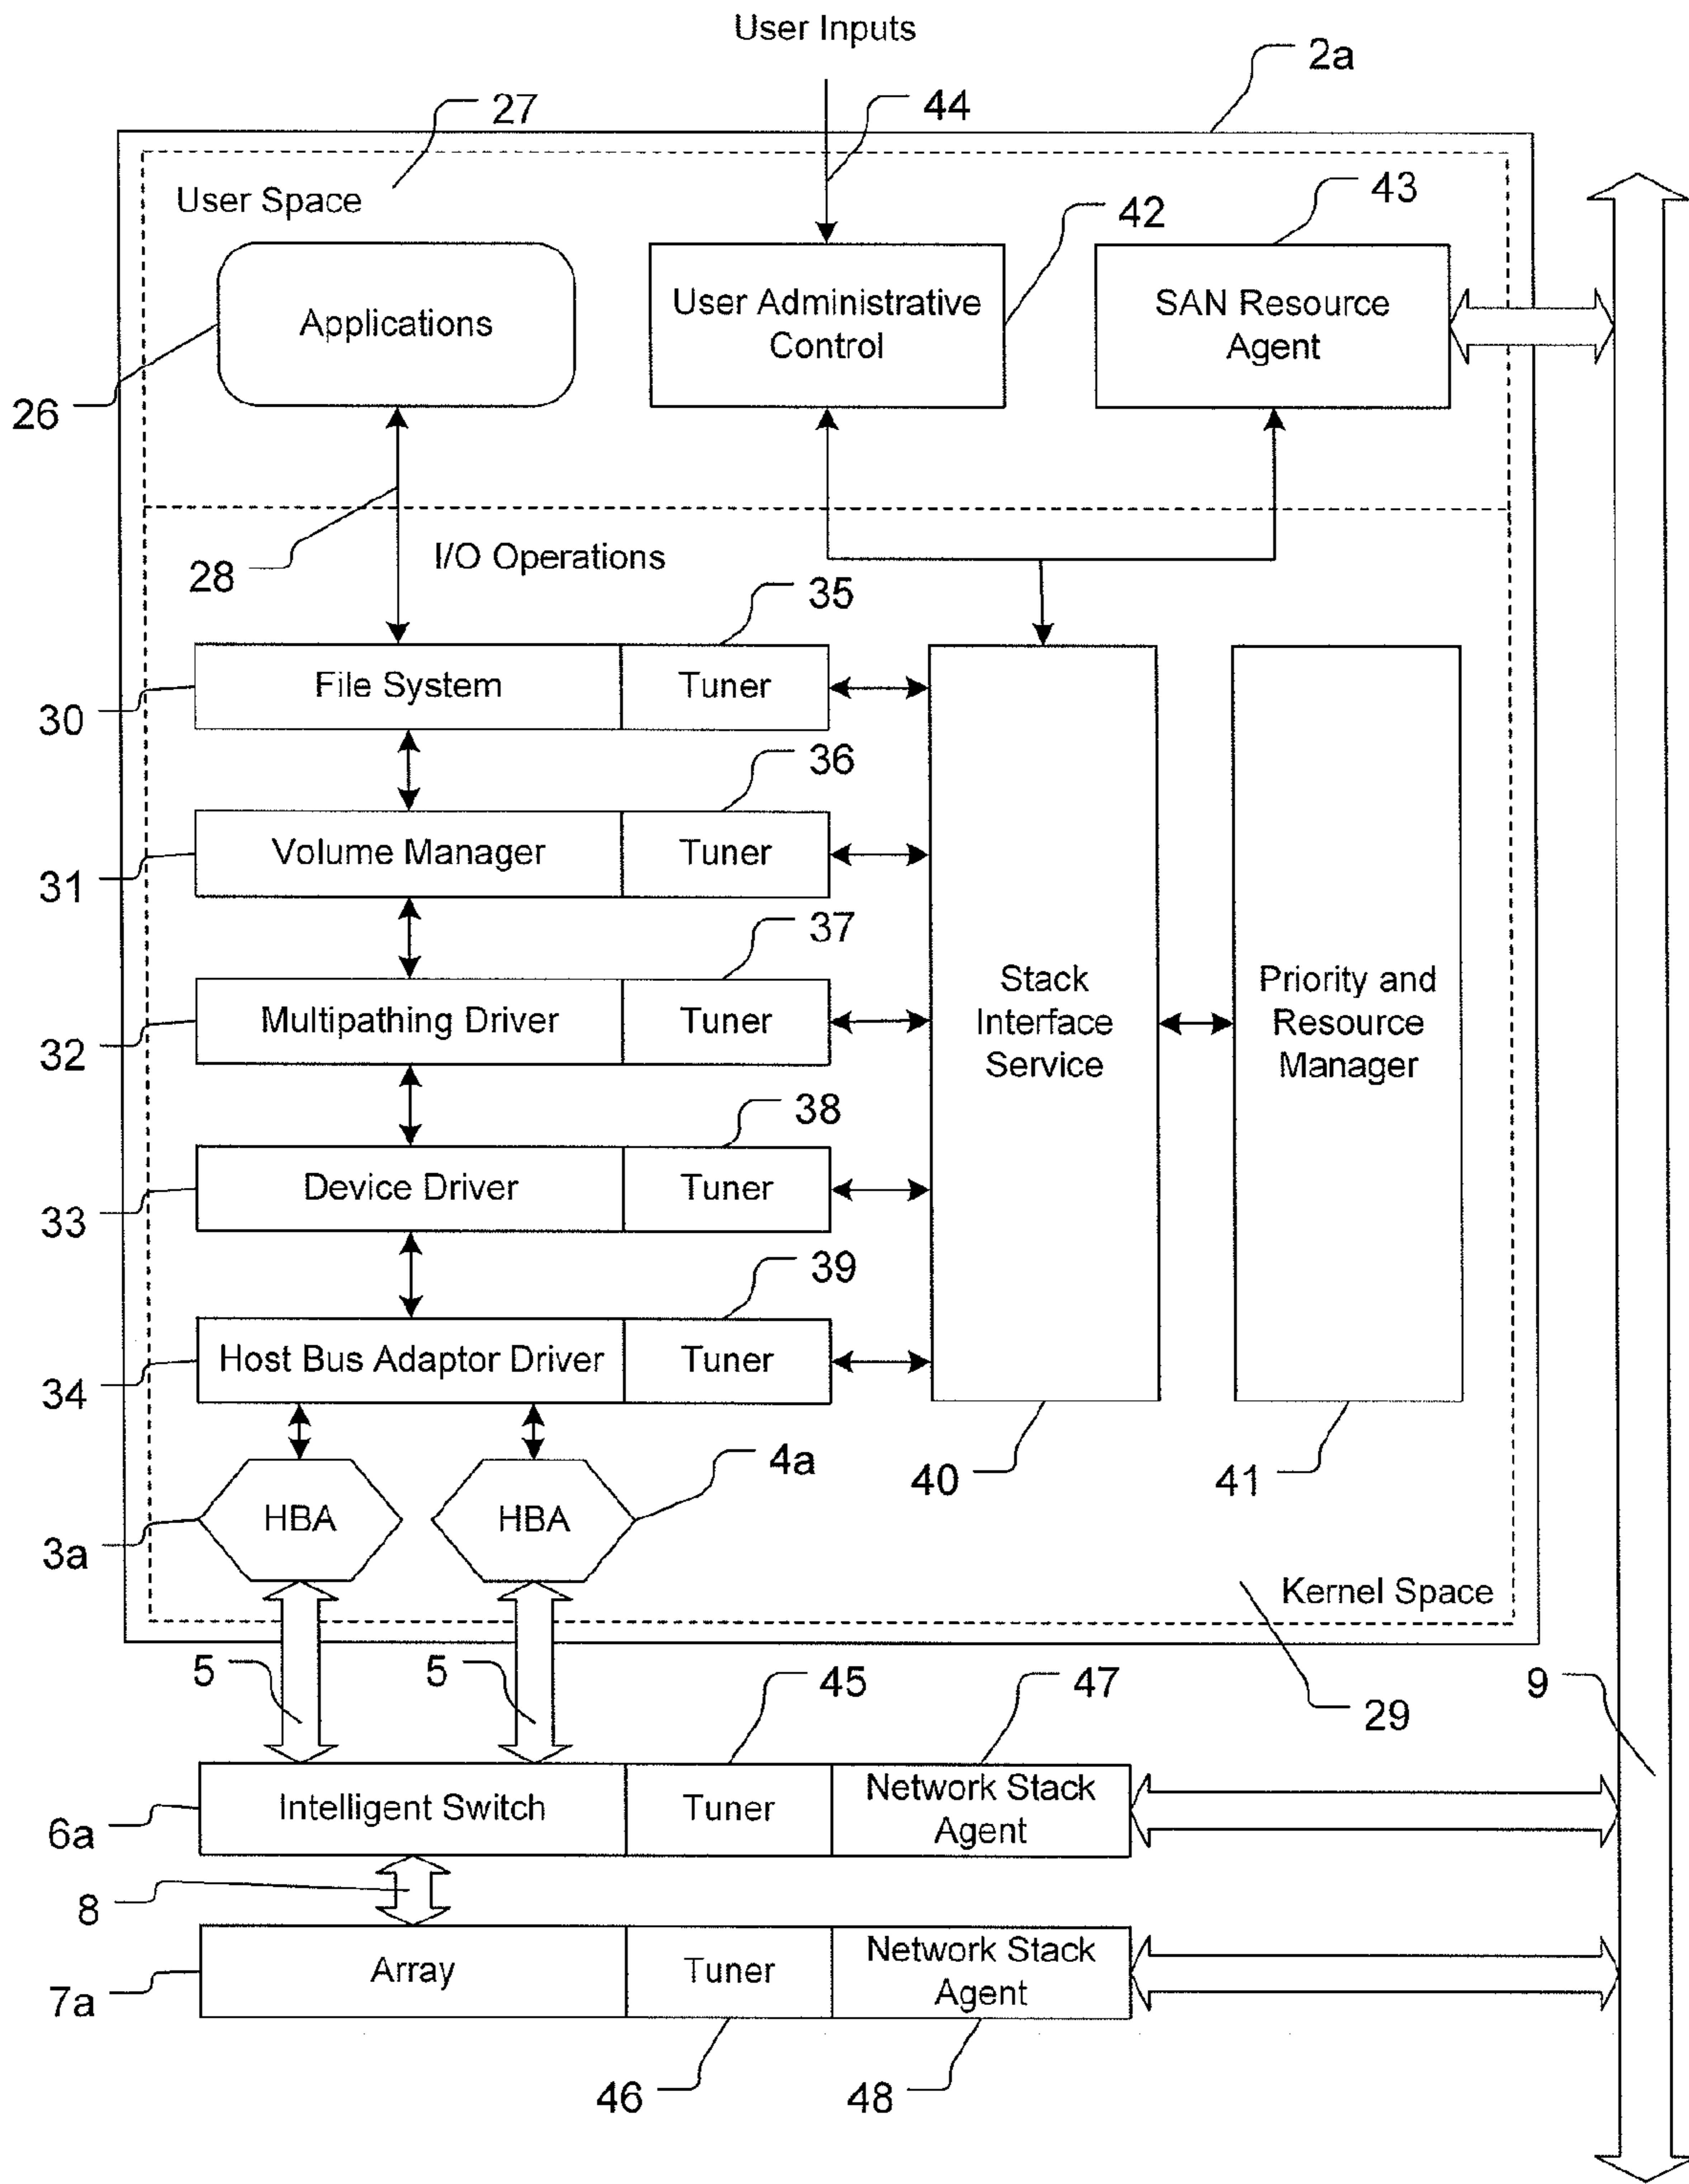 User Inputs
2a
27
44
User Space
43
42
Applications
User Administrative
Control
SAN Resource
Agent
26
28
I/O Operations
35
File System
Tuner
30
36
Volume Manager
Tuner
31
37
Multipathing Driver
Tuner
32
Stack
Interface
Service
Priority and
Resource
Manager
38
Device Driver
Tuner
33
39
Host Bus Adaptor Driver
Tuner
34
4a
40
41
HBA
HBA
3a
Kernel Space
5
5
45
47
29
9
Intelligent Switch
Tuner
Network Stack
Agent
6a
8
Array
Tuner
Network Stack
Agent
7a
46
48